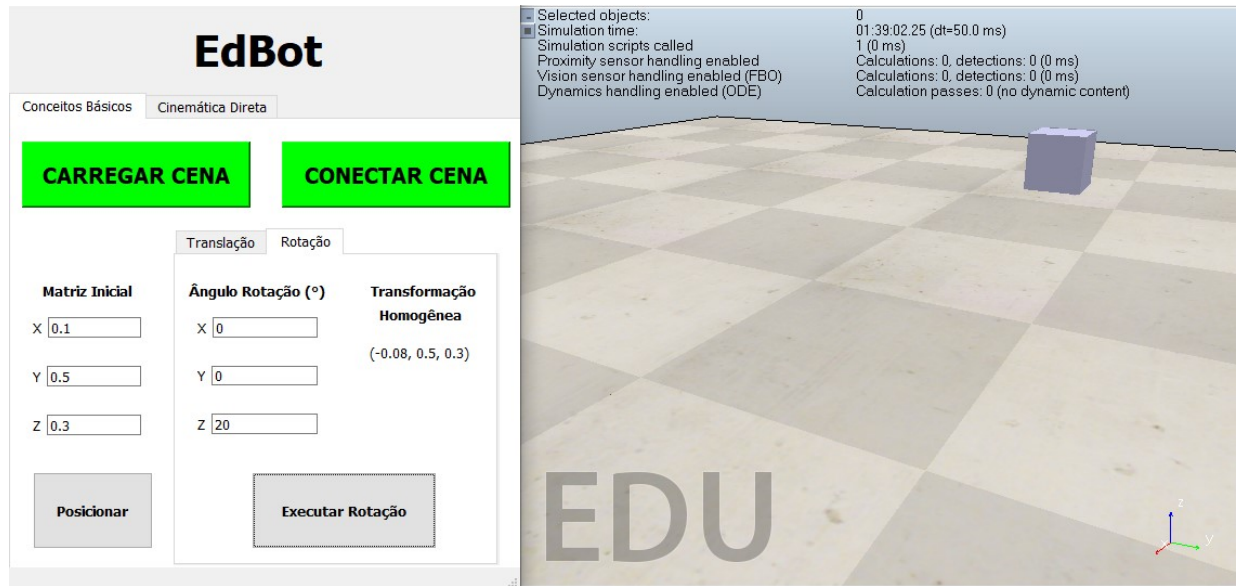 EdBot
Conceitos Básicos Cinemática Direta
CARREGAR CENA CONECTAR CENA
Translação Rotação
Matriz Inicial Ângulo Rotação (°) Transformação
Homogênea
X 0.1 X 0
(-0.08, 0.5, 0.3)
Y 0.5 Y 0
Z 0.3 Z 20
Posicionar Executar Rotação
Selected objects: 0
Simulation time: 01:39:02.25 (dt=50.0 ms)
Simulation scripts called 1 (0 ms)
Proximity sensor handling enabled Calculations: 0, detections: 0 (0 ms)
Vision sensor handling enabled (FBO) Calculations: 0, detections: 0 (0 ms)
Dynamics handling enabled (ODE) Calculation passes: 0 (no dynamic content)
EDU
z
y